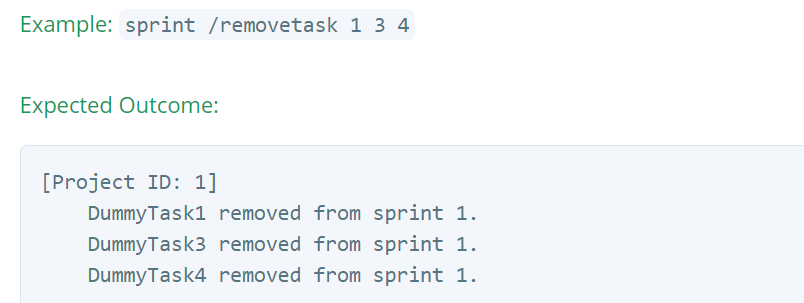 Example: sprint /removetask 1 3 4
Expected Outcome:
[Project ID: 1]
DummyTask1 removed from sprint 1.
DummyTask3 removed from sprint 1.
DummyTask4 removed from sprint 1.